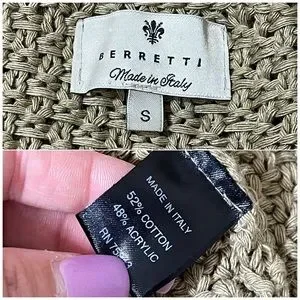 BERRETTI
Made in Italy
S
MADE IN ITALY
52% COTTON
48% ACRYLIC
RN